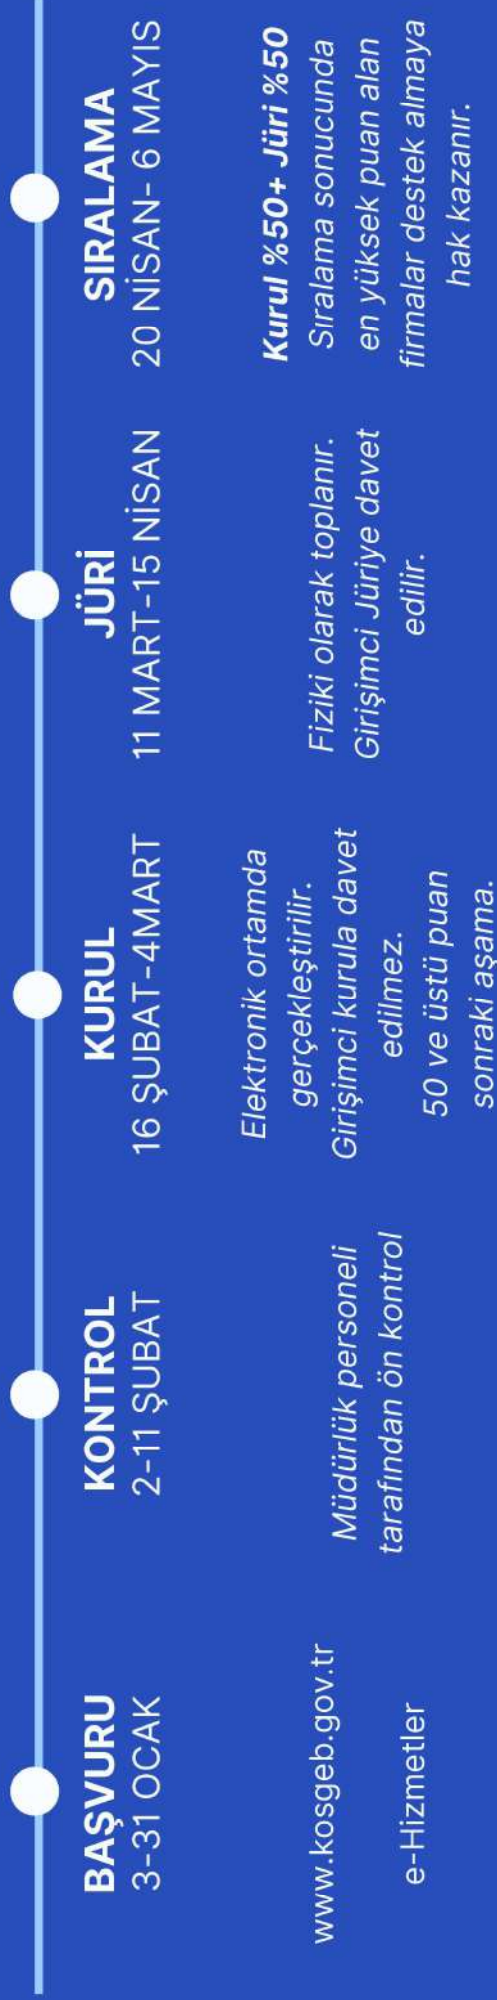 BAŞVURU
3-31 OCAK
www.kosgeb.gov.tr
e-Hizmetler
KONTROL
2-11 ŞUBAT
Müdürlük personeli
tarafından ön kontrol
KURUL
16 ŞUBAT-4MART
Elektronik ortamda
gerçekleştirilir.
Girişimci kurula davet
edilmez.
50 ve üstü puan
sonraki aşama.
JÜRİ
11 MART-15 NİSAN
Fiziki olarak toplanır.
Girişimci Jüriye davet
edilir.
SIRALAMA
20 NİSAN- 6 MAYIS
Kurul %50+ Jüri %50
Sıralama sonucunda
en yüksek puan alan
firmalar destek almaya
hak kazanır.